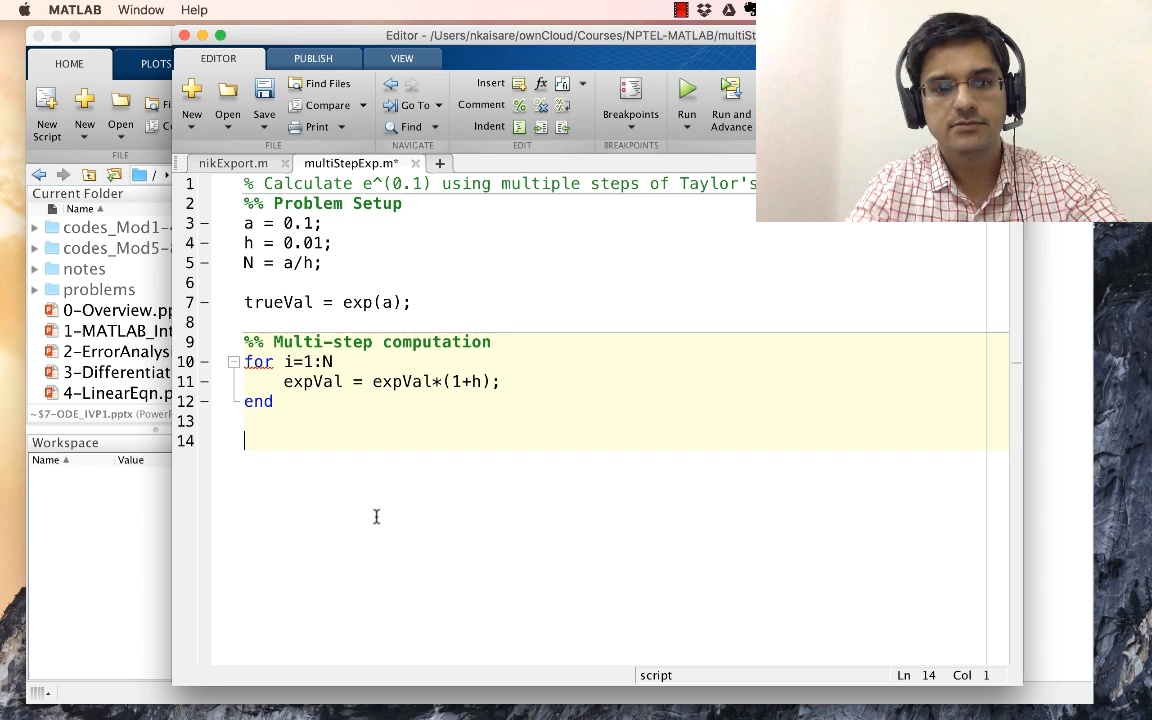 MATLAB Window Help
Editor - /Users/nkaisare/ownCloud/Courses/NPTEL-MATLAB/multiSt
HOME PLOTS
EDITOR PUBLISH VIEW
New Script New Open
FILE
New Open Save
Find Files
Compare
Print
FILE
Go To
Find
NAVIGATE
Insert
Comment
Indent
EDIT
Breakpoints
BREAKPOINTS
Run Run and Advance
nikExport.m multiStepExp.m*
Current Folder
Name
codes_Mod1-4
codes_Mod5-8
notes
problems
0-Overview.pp
1-MATLAB_Int
2-ErrorAnalys
3-Differentiat
4-LinearEqn.p
~$7-ODE_IVP1.pptx (PowerP
Workspace
Name Value
1 % Calculate e^(0.1) using multiple steps of Taylor's
2 %% Problem Setup
3 a = 0.1;
4 h = 0.01;
5 N = a/h;
6
7 trueVal = exp(a);
8
9 %% Multi-step computation
10 for i=1:N
11 expVal = expVal*(1+h);
12 end
13
14
script Ln 14 Col 1